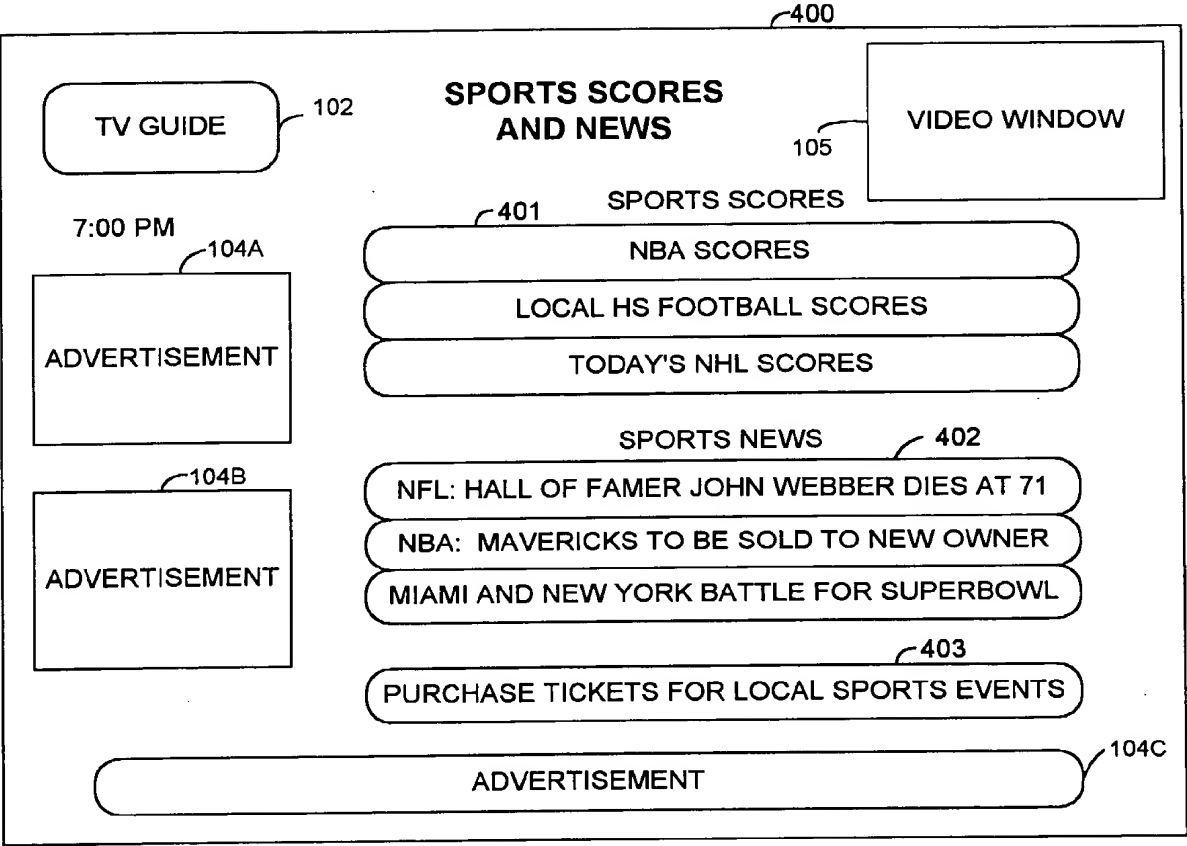 400
TV GUIDE
102
SPORTS SCORES
AND NEWS
105
VIDEO WINDOW
7:00 PM
SPORTS SCORES
401
NBA SCORES
LOCAL HS FOOTBALL SCORES
TODAY'S NHL SCORES
104A
ADVERTISEMENT
SPORTS NEWS
402
NFL: HALL OF FAMER JOHN WEBBER DIES AT 71
NBA: MAVERICKS TO BE SOLD TO NEW OWNER
MIAMI AND NEW YORK BATTLE FOR SUPERBOWL
104B
ADVERTISEMENT
403
PURCHASE TICKETS FOR LOCAL SPORTS EVENTS
104C
ADVERTISEMENT